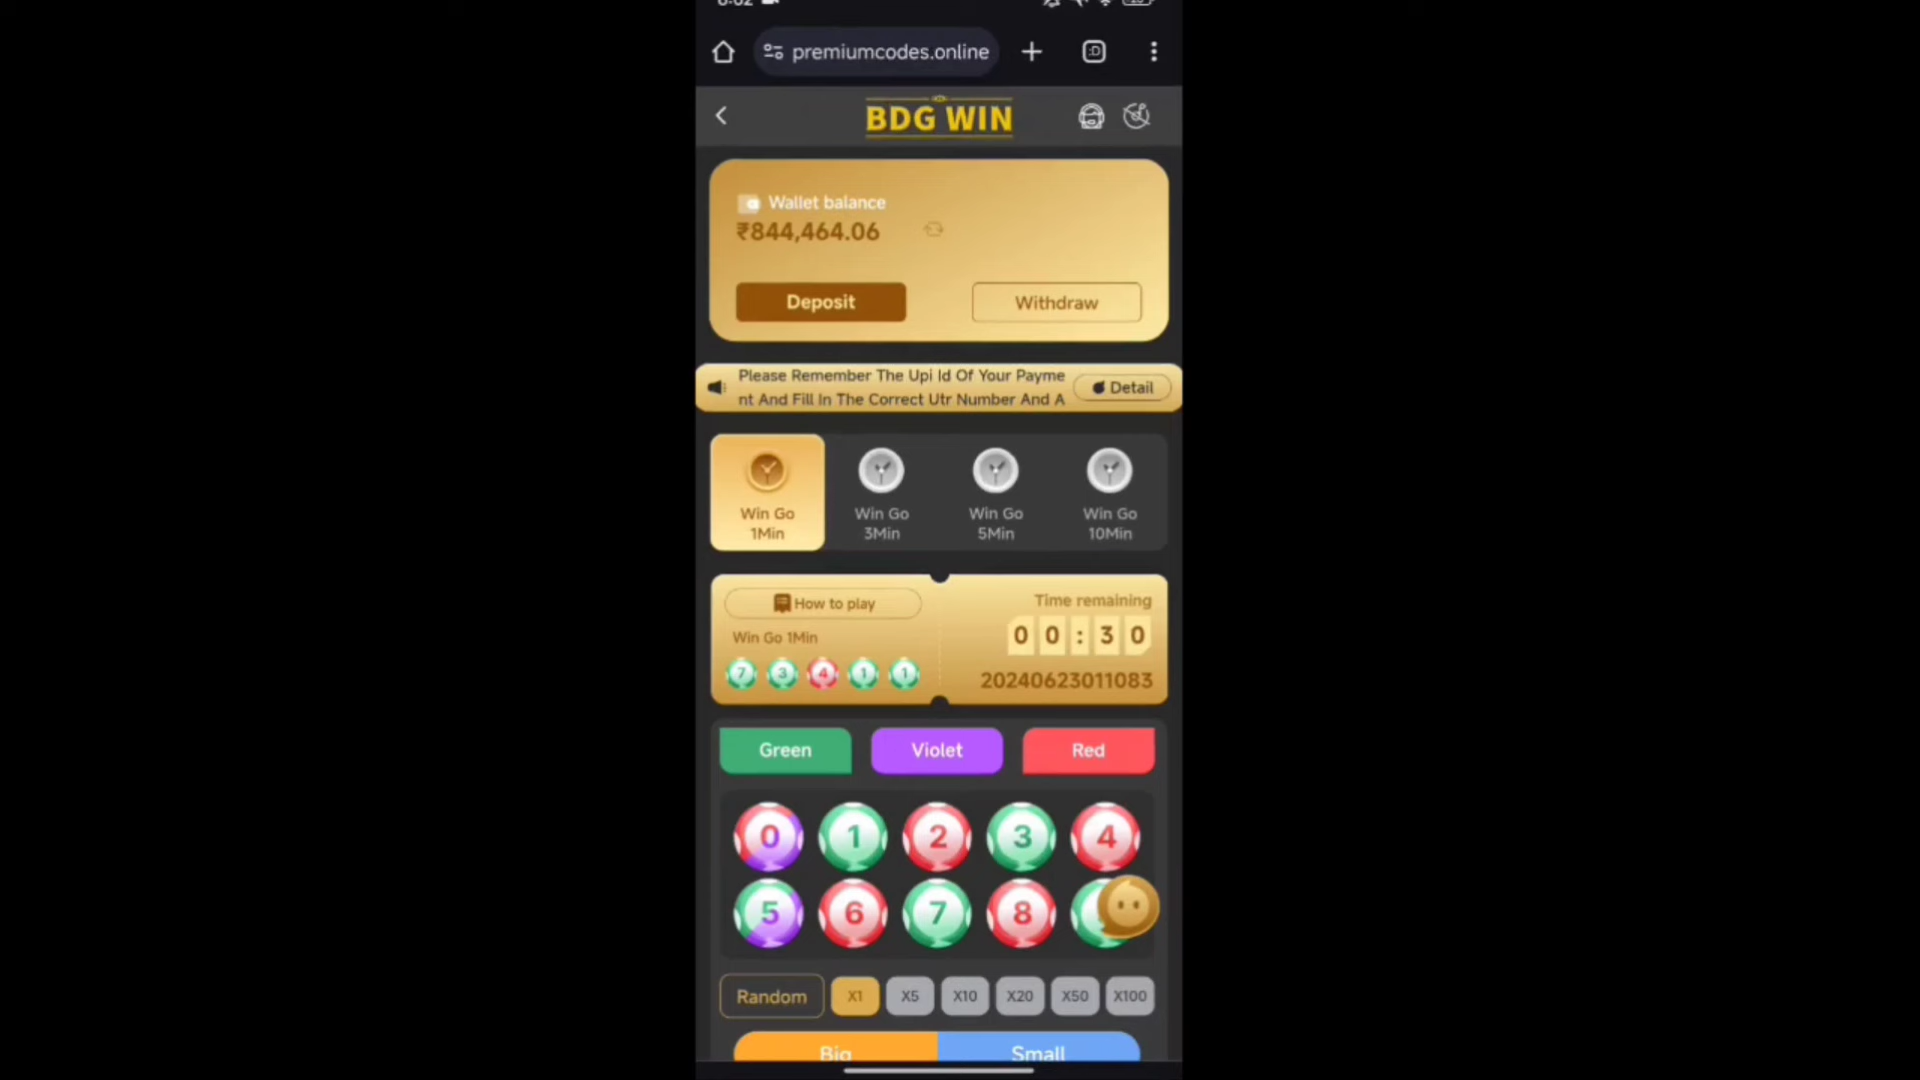 premiumcodes.online
:D
BDG WIN
Wallet balance
₹844,464.06
Deposit
Withdraw
Please Remember The Upi Id Of Your Payme
nt And Fill In The Correct Utr Number And A
Detail
Win Go
1Min
Win Go
3Min
Win Go
5Min
Win Go
10Min
How to play
Time remaining
Win Go 1Min
00:30
7 3 4 1 1
20240623011083
Green
Violet
Red
0 1 2 3 4
5 6 7 8
Random
X1
X5
X10
X20
X50
X100
Big
Small